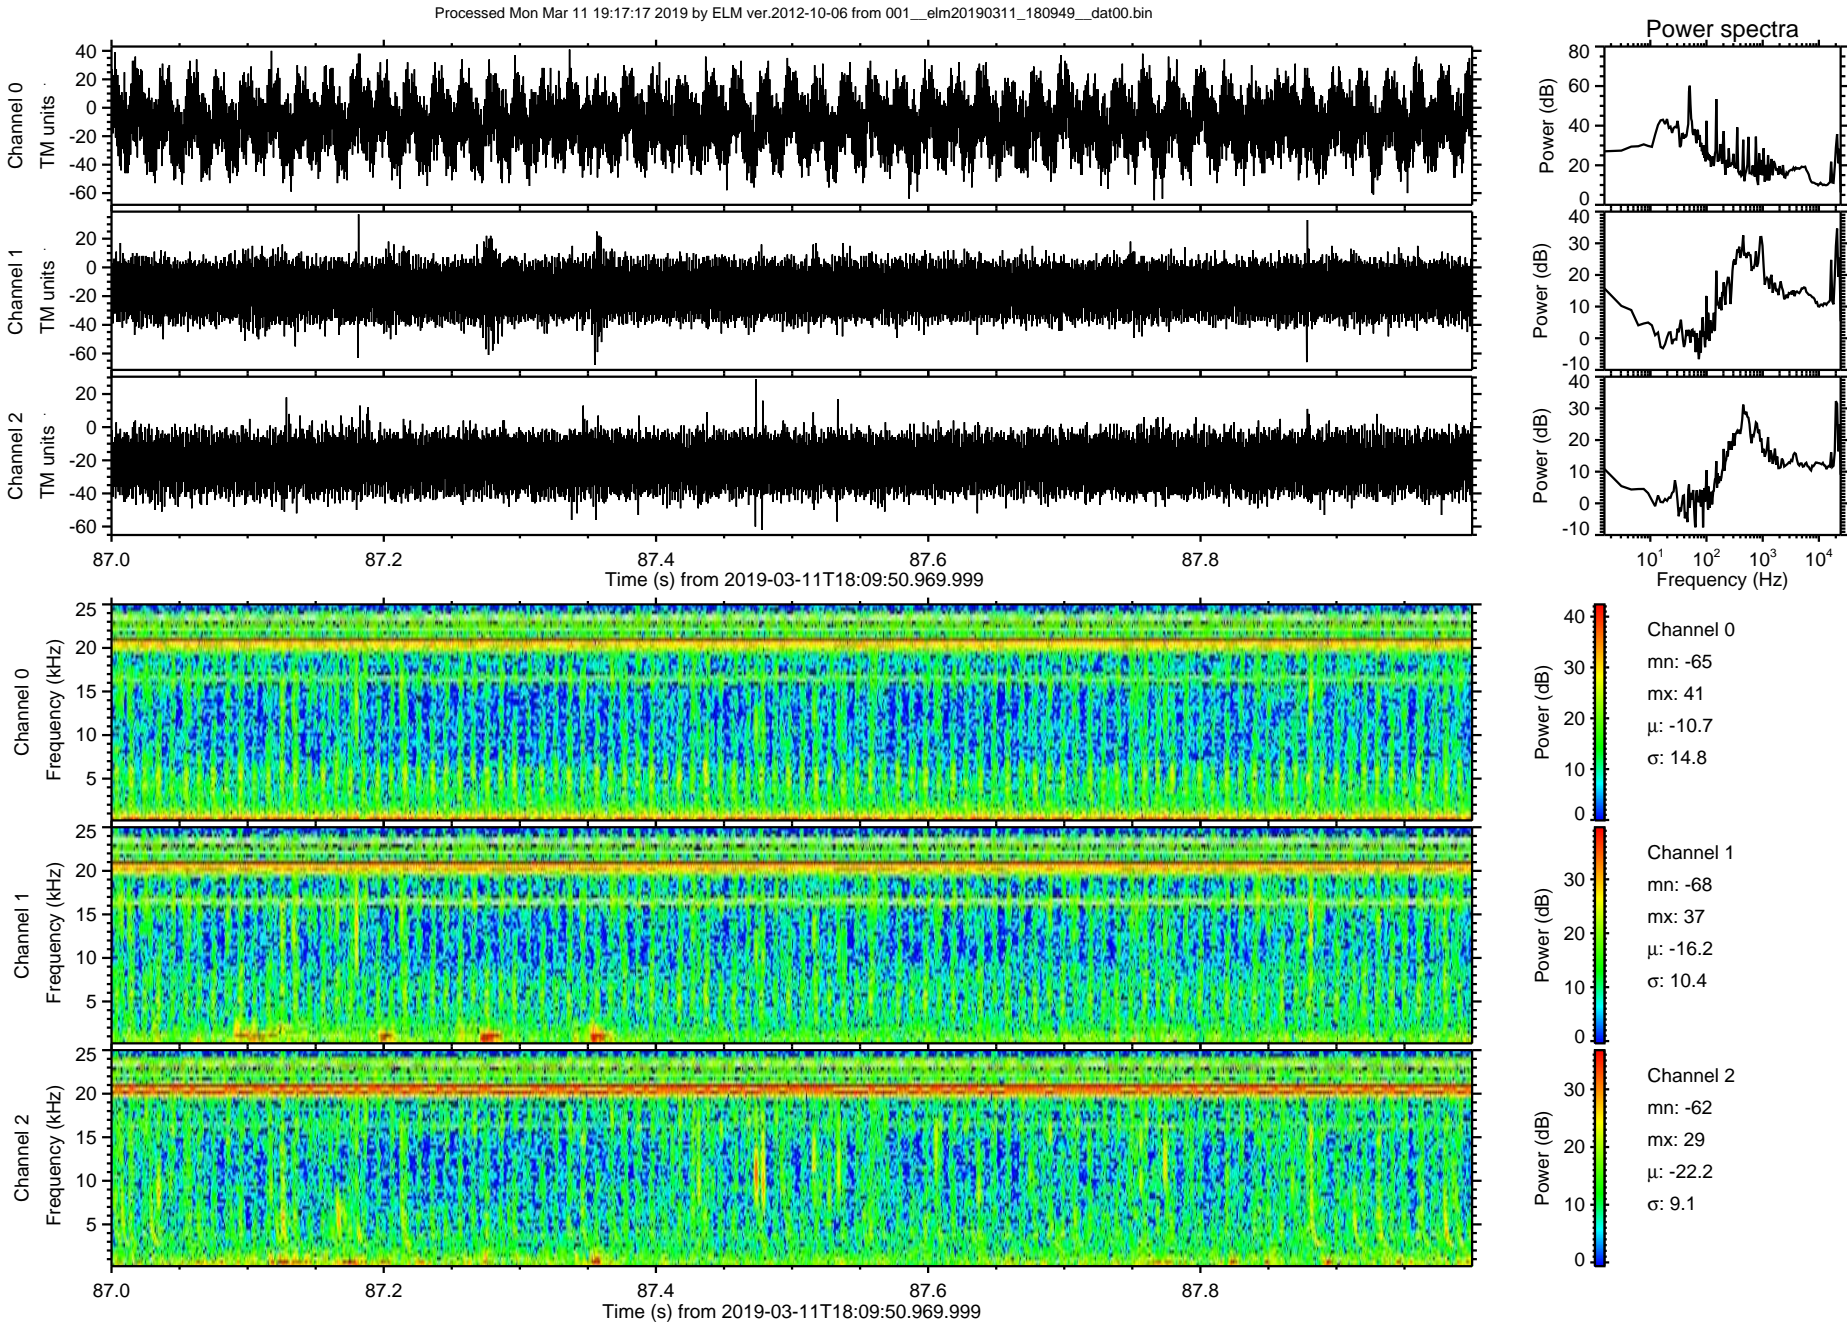 Processed Mon Mar 11 19:17:17 2019 by ELM ver.2012-10-06 from 001__elm20190311_180949__dat00.bin
Power spectra
Channel 0
TM units
40
20
0
-20
-40
-60
Power (dB)
80
60
40
20
0
Channel 1
TM units
20
0
-20
-40
-60
Power (dB)
40
30
20
10
0
-10
Channel 2
TM units
20
0
-20
-40
-60
Power (dB)
40
30
20
10
0
-10
87.0 87.2 87.4 87.6 87.8
Time (s) from 2019-03-11T18:09:50.969.999
10^1 10^2 10^3 10^4
Frequency (Hz)
Channel 0
Frequency (kHz)
25
20
15
10
5
Power (dB)
40
30
20
10
0
Channel 0
mn: -65
mx: 41
μ: -10.7
σ: 14.8
Channel 1
Frequency (kHz)
25
20
15
10
5
Power (dB)
30
20
10
0
Channel 1
mn: -68
mx: 37
μ: -16.2
σ: 10.4
Channel 2
Frequency (kHz)
25
20
15
10
5
Power (dB)
30
20
10
0
Channel 2
mn: -62
mx: 29
μ: -22.2
σ: 9.1
87.0 87.2 87.4 87.6 87.8
Time (s) from 2019-03-11T18:09:50.969.999